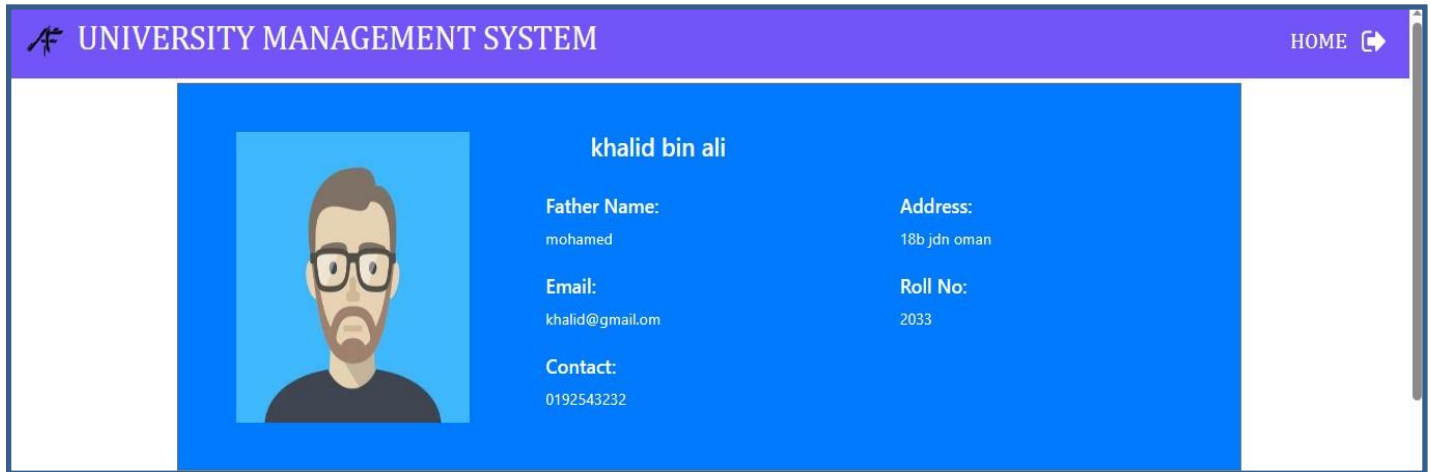 UNIVERSITY MANAGEMENT SYSTEM
HOME
khalid bin ali
Father Name:
mohamed
Address:
18b jdn oman
Email:
khalid@gmail.om
Roll No:
2033
Contact:
0192543232